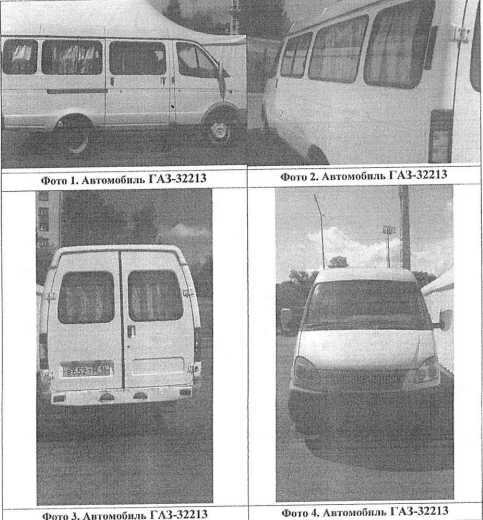 Фото 1. Автомобиль ГАЗ-32213
Фото 2. Автомобиль ГАЗ-32213
Фото 3. Автомобиль ГАЗ-32213
Фото 4. Автомобиль ГАЗ-32213